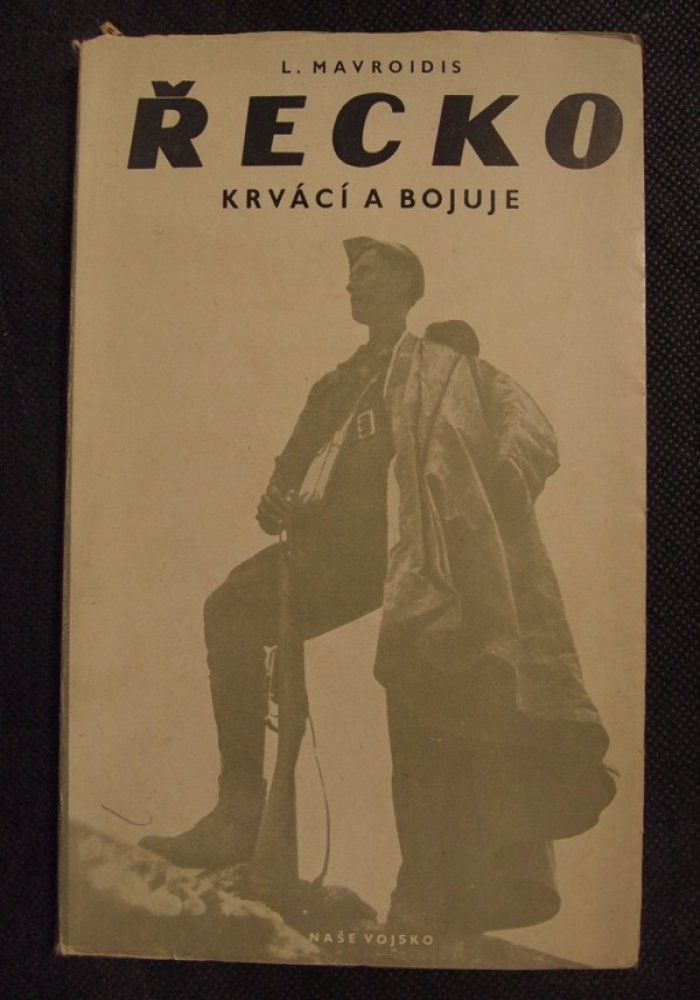 L. MAVROIDIS
ŘECKO
KRVÁCÍ A BOJUJE
NAŠE VOJSKO